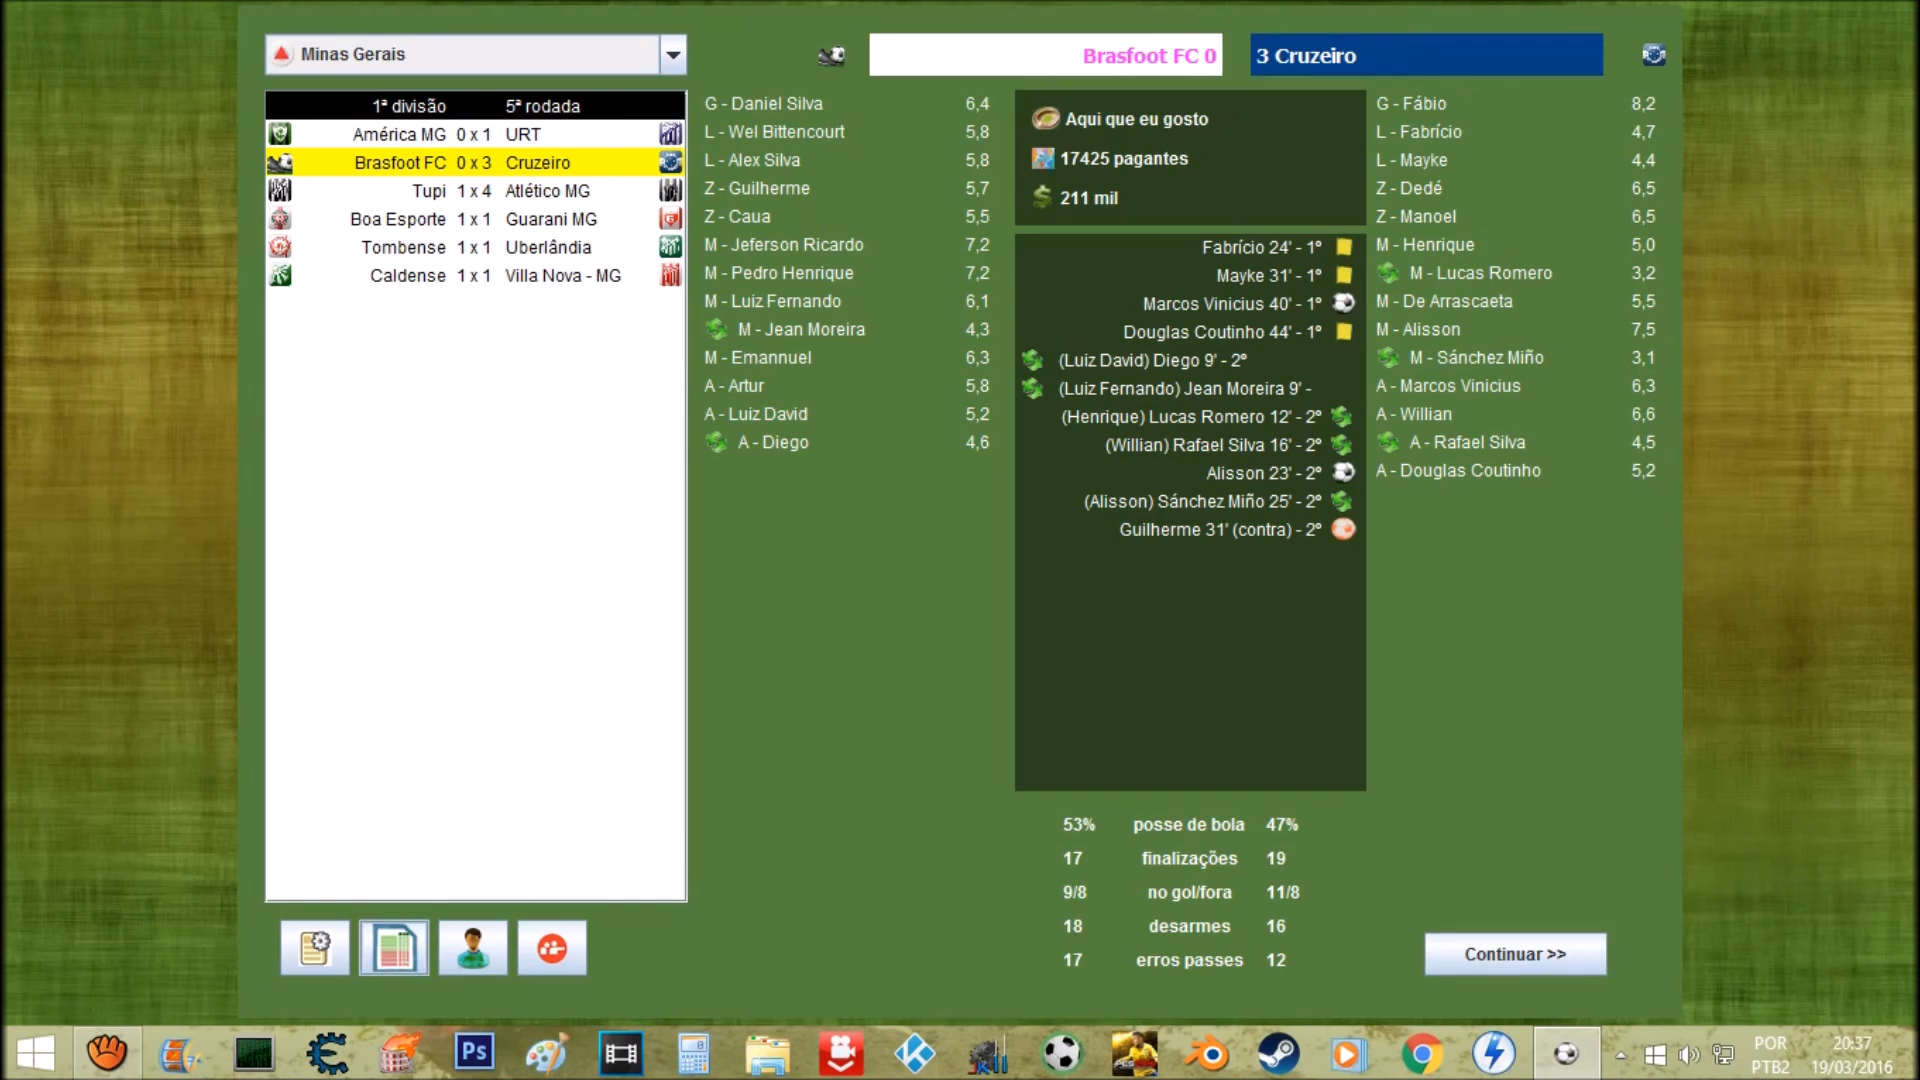 Minas Gerais
Brasfoot FC 0
3 Cruzeiro
1ª divisão 5ª rodada
América MG 0 x 1 URT
Brasfoot FC 0 x 3 Cruzeiro
Tupi 1 x 4 Atlético MG
Boa Esporte 1 x 1 Guarani MG
Tombense 1 x 1 Uberlândia
Caldense 1 x 1 Villa Nova - MG
G - Daniel Silva 6,4
L - Wel Bittencourt 5,8
L - Alex Silva 5,8
Z - Guilherme 5,7
Z - Caua 5,5
M - Jeferson Ricardo 7,2
M - Pedro Henrique 7,2
M - Luiz Fernando 6,1
M - Jean Moreira 4,3
M - Emannuel 6,3
A - Artur 5,8
A - Luiz David 5,2
A - Diego 4,6
Aqui que eu gosto
17425 pagantes
211 mil
Fabrício 24' - 1º
Mayke 31' - 1º
Marcos Vinicius 40' - 1º
Douglas Coutinho 44' - 1º
(Luiz David) Diego 9' - 2º
(Luiz Fernando) Jean Moreira 9' -
(Henrique) Lucas Romero 12' - 2º
(Willian) Rafael Silva 16' - 2º
Alisson 23' - 2º
(Alisson) Sánchez Miño 25' - 2º
Guilherme 31' (contra) - 2º
G - Fábio 8,2
L - Fabrício 4,7
L - Mayke 4,4
Z - Dedé 6,5
Z - Manoel 6,5
M - Henrique 5,0
M - Lucas Romero 3,2
M - De Arrascaeta 5,5
M - Alisson 7,5
M - Sánchez Miño 3,1
A - Marcos Vinicius 6,3
A - Willian 6,6
A - Rafael Silva 4,5
A - Douglas Coutinho 5,2
53% posse de bola 47%
17 finalizações 19
9/8 no gol/fora 11/8
18 desarmes 16
17 erros passes 12
Continuar >>
Ps
POR
PTB2
20:37
19/03/2016